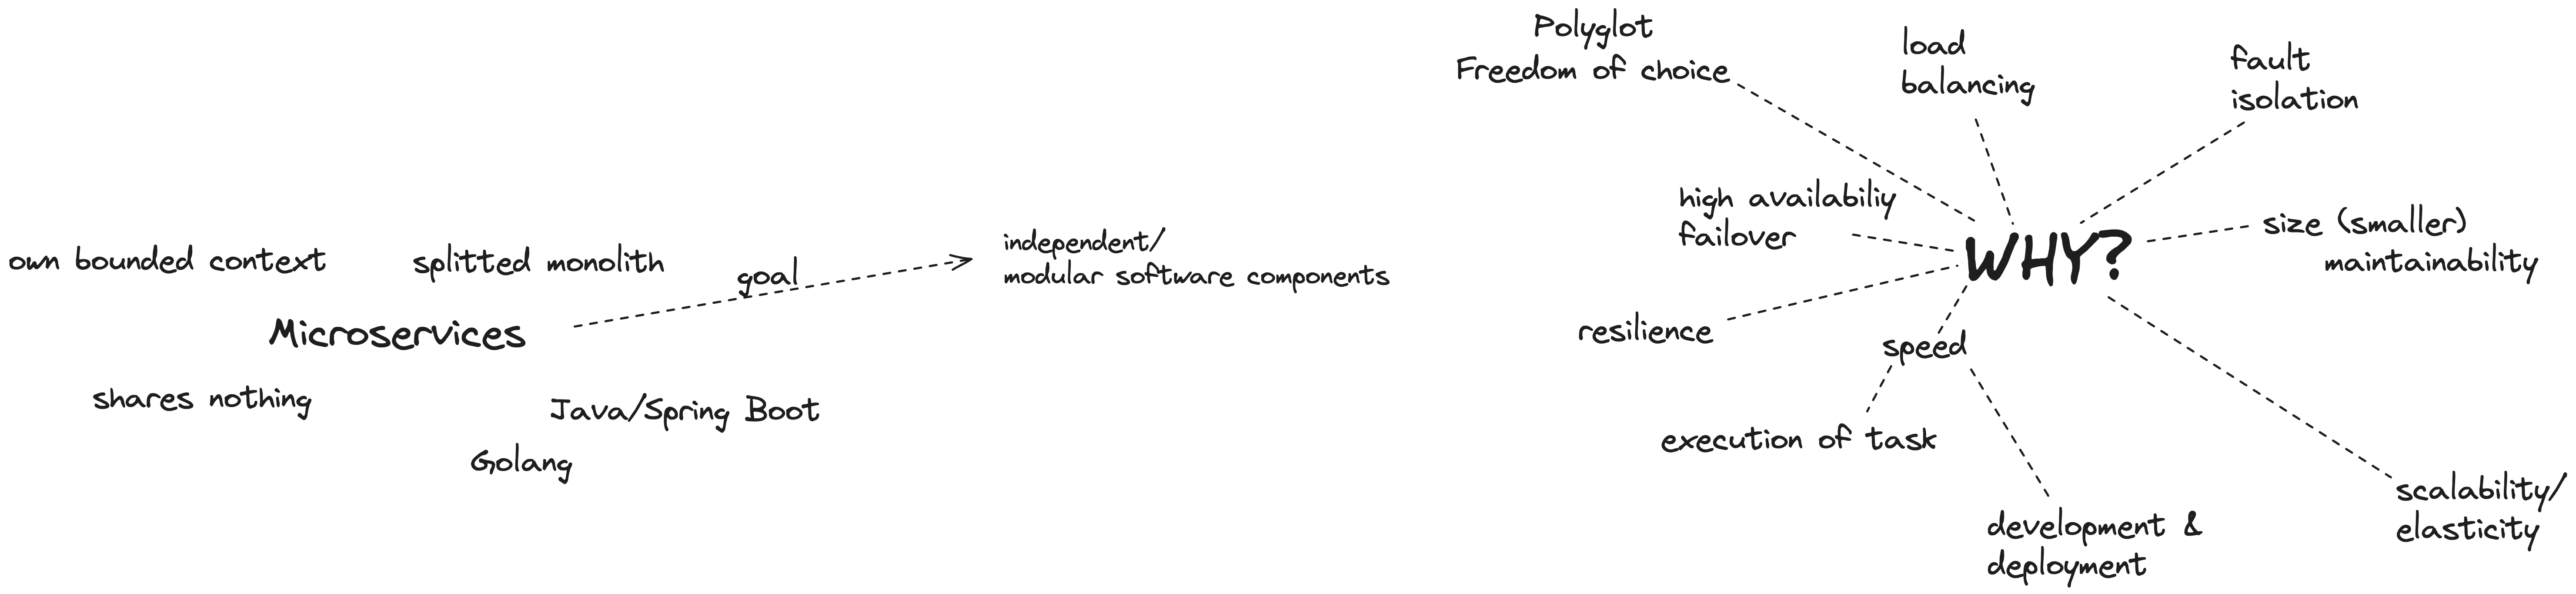 own bounded context
splitted monolith
goal
independent/
modular software components
Microservices
shares nothing
Java/Spring Boot
Golang
Polyglot
Freedom of choice
load
balancing
fault
isolation
high availabiliy
failover
WHY?
size (smaller)
maintainability
resilience
speed
execution of task
development &
deployment
scalability/
elasticity